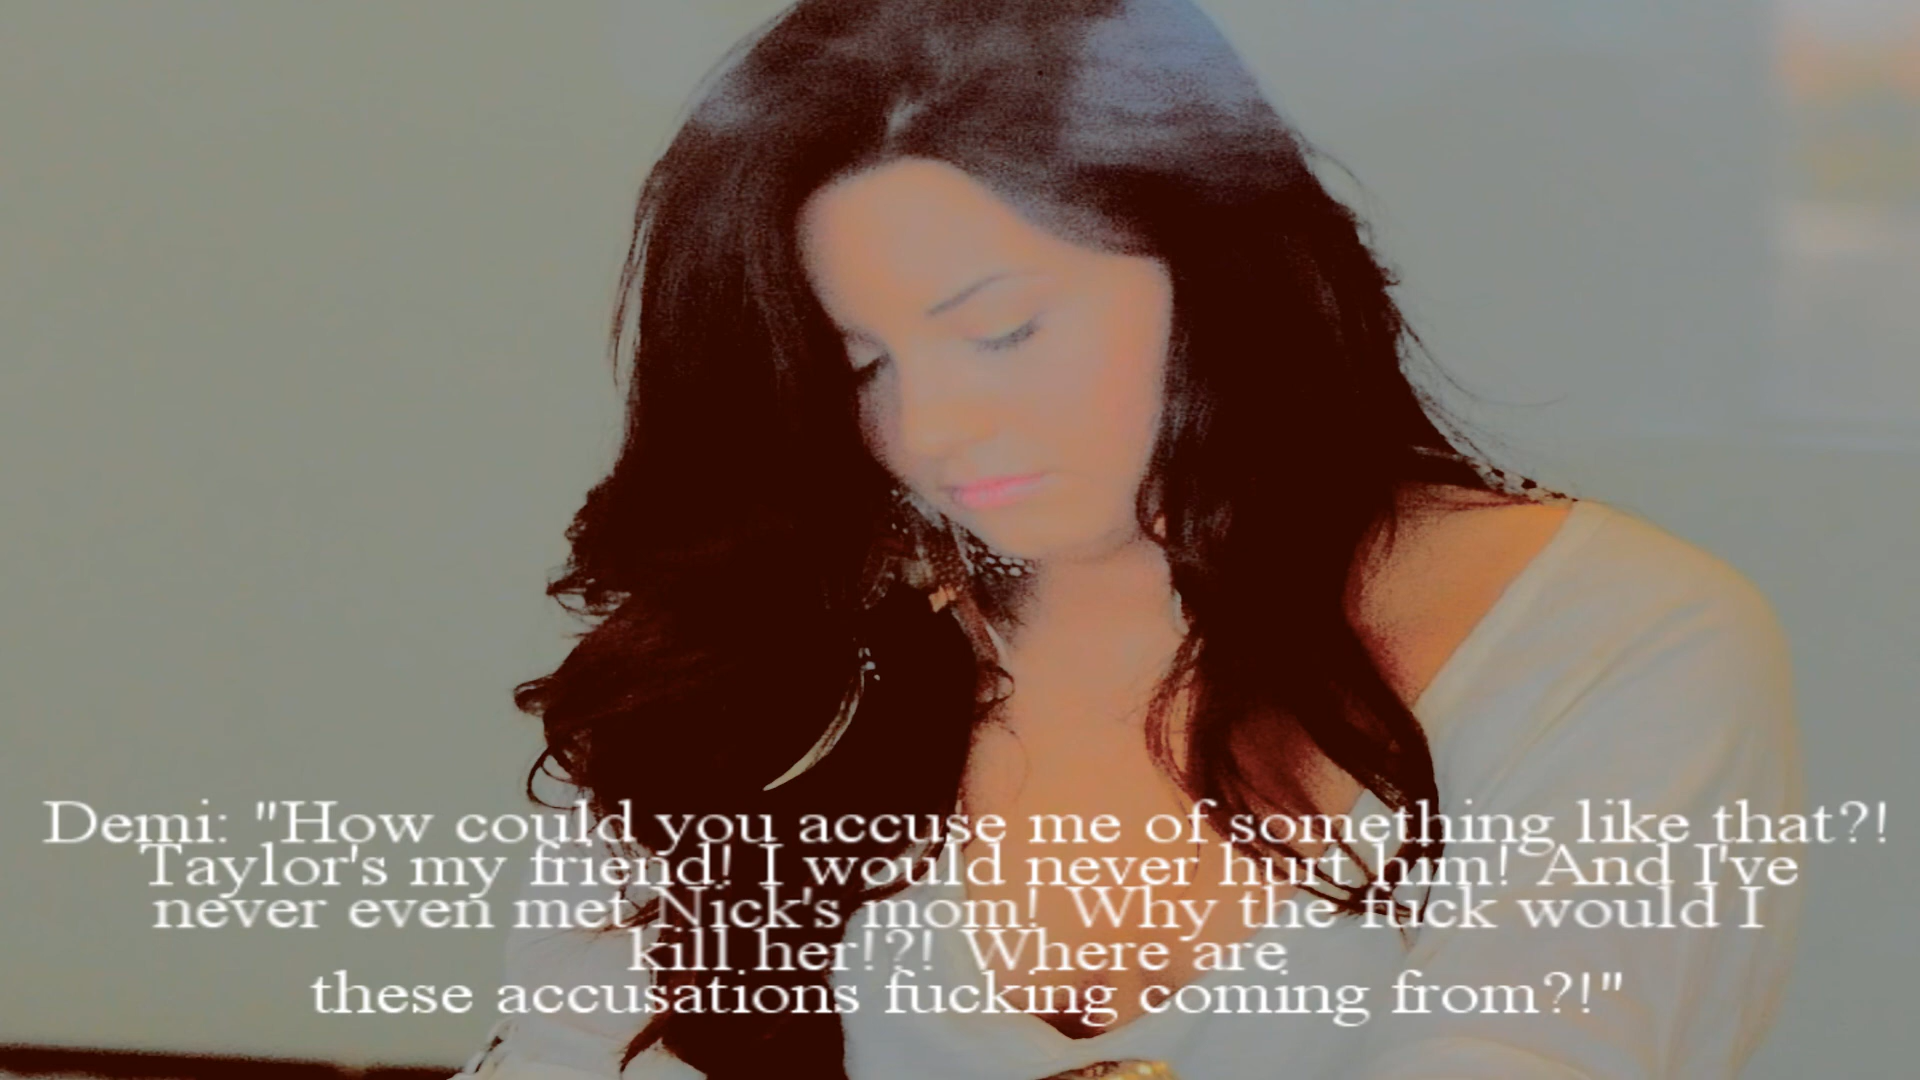 Demi: "How could you accuse me of something like that?!
Taylor's my friend! I would never hurt him! And I've
never even met Nick's mom! Why the fuck would I
kill her!?! Where are
these accusations fucking coming from?!"